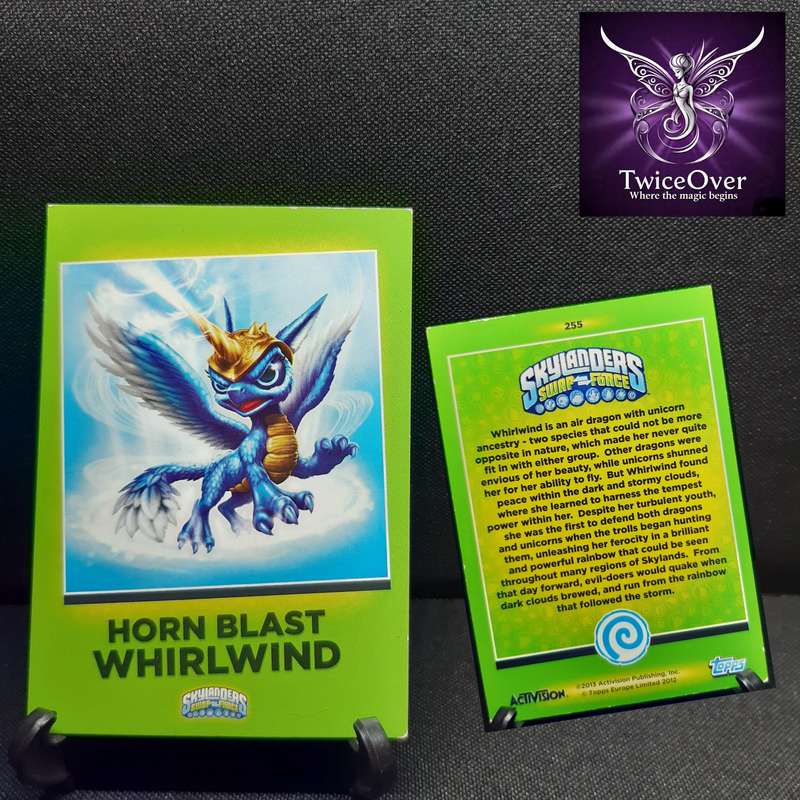 TwiceOver
Where the magic begins
HORN BLAST
WHIRLWIND
SKYLANDERS
SWAP FORCE
255
SKYLANDERS
SWAP FORCE
Whirlwind is an air dragon with unicorn
ancestry - two species that could not be more
opposite in nature, which made her never quite
fit in with either group. Other dragons were
envious of her beauty, while unicorns shunned
her for her ability to fly. But Whirlwind found
peace within the dark and stormy clouds,
where she learned to harness the tempest
power within her. Despite her turbulent youth,
she was the first to defend both dragons
and unicorns when the trolls began hunting
them, unleashing her ferocity in a brilliant
and powerful rainbow that could be seen
throughout many regions of Skylands. From
that day forward, evil-doers would quake when
dark clouds brewed, and run from the rainbow
that followed the storm.
ACTIVISION
©2013 Activision Publishing, Inc.
© Topps Europe Limited 2012
Topps